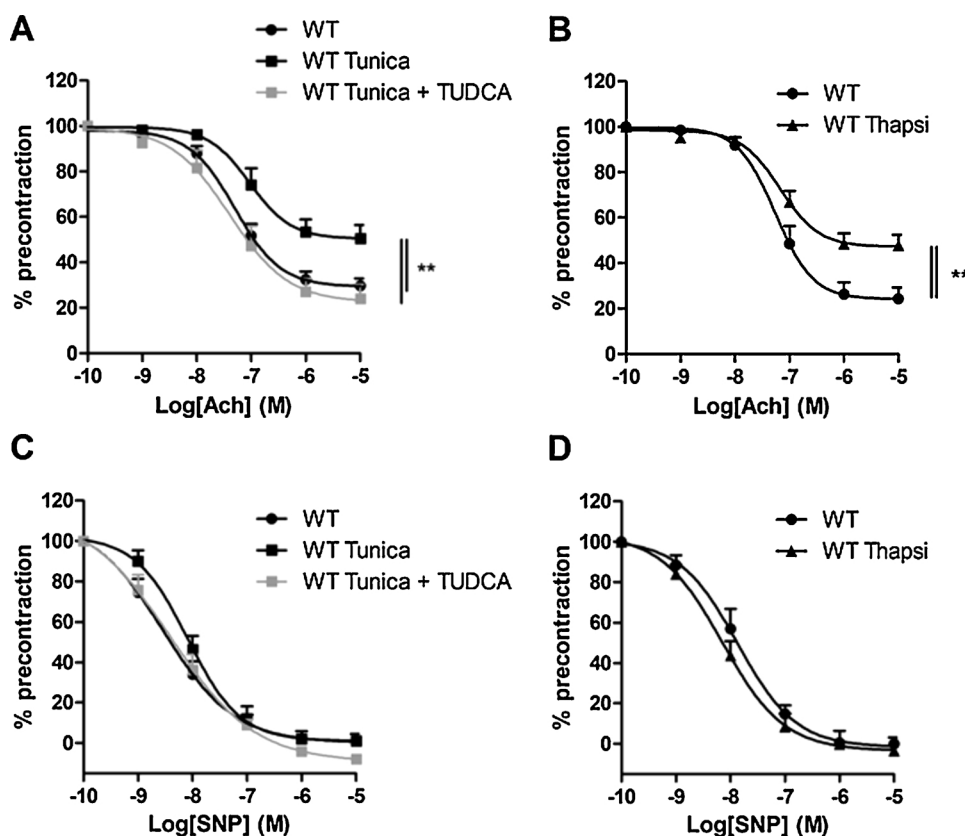 A
WT
WT Tunica
WT Tunica + TUDCA
% precontraction
120
100
80
60
40
20
0
**
-10 -9 -8 -7 -6 -5
Log[Ach] (M)
B
WT
WT Thapsi
% precontraction
120
100
80
60
40
20
0
**
-10 -9 -8 -7 -6 -5
Log[Ach] (M)
C
WT
WT Tunica
WT Tunica + TUDCA
% precontraction
120
100
80
60
40
20
0
-10 -9 -8 -7 -6 -5
Log[SNP] (M)
D
WT
WT Thapsi
% precontraction
120
100
80
60
40
20
0
-10 -9 -8 -7 -6 -5
Log[SNP] (M)